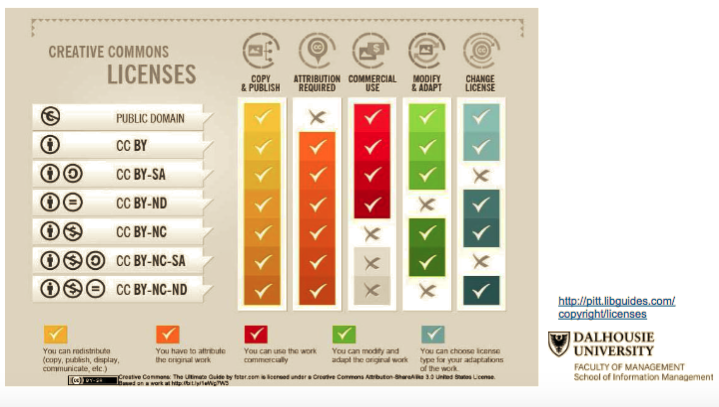 CREATIVE COMMONS
LICENSES
COPY
& PUBLISH
ATTRIBUTION
REQUIRED
COMMERCIAL
USE
MODIFY
& ADAPT
CHANGE
LICENSE
PUBLIC DOMAIN
CC BY
CC BY-SA
CC BY-ND
CC BY-NC
CC BY-NC-SA
CC BY-NC-ND
You can redistribute
(copy, publish, display,
communicate, etc.)
You have to attribute
the original work
You can use the work
commercially
You can modify and
adapt the original work
You can choose license
type for your adaptations
of the work.
Creative Commons: The Ultimate Guide by foter.com is licensed under a Creative Commons Attribution-ShareAlike 3.0 United States License.
Based on a work at
http://pitt.libguides.com/
copyright/licenses
DALHOUSIE
UNIVERSITY
FACULTY OF MANAGEMENT
School of Information Management